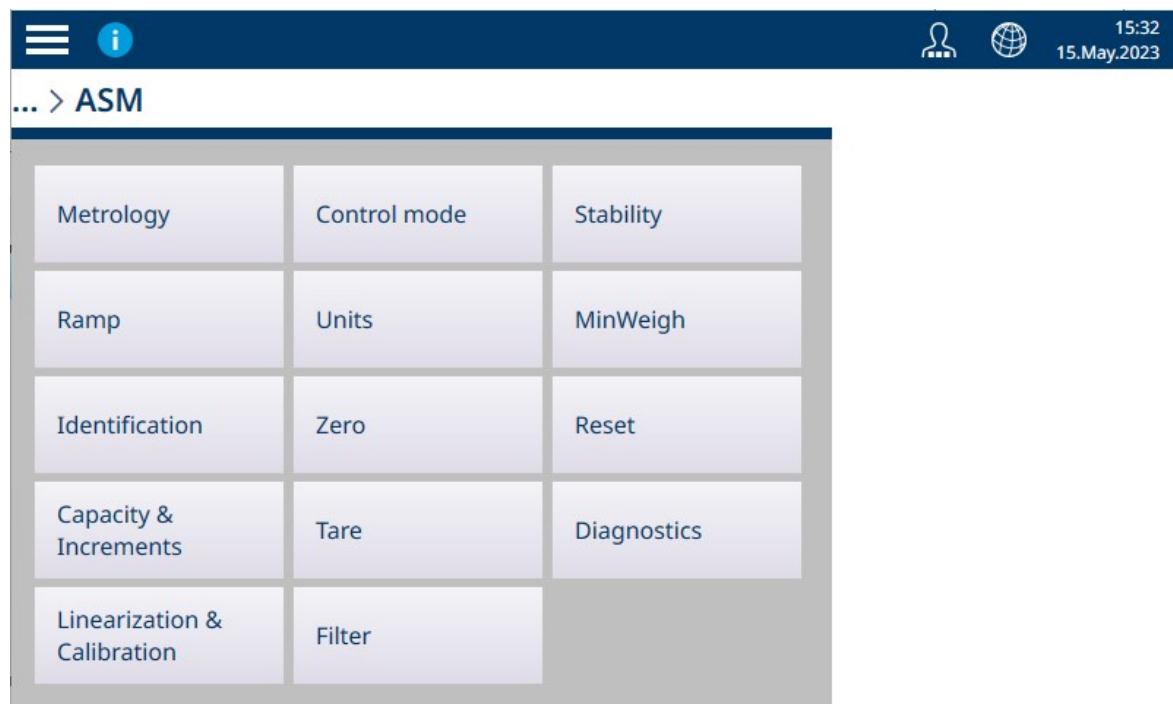 15:32
15.May.2023
... > ASM
Metrology
Control mode
Stability
Ramp
Units
MinWeigh
Identification
Zero
Reset
Capacity &
Increments
Tare
Diagnostics
Linearization &
Calibration
Filter